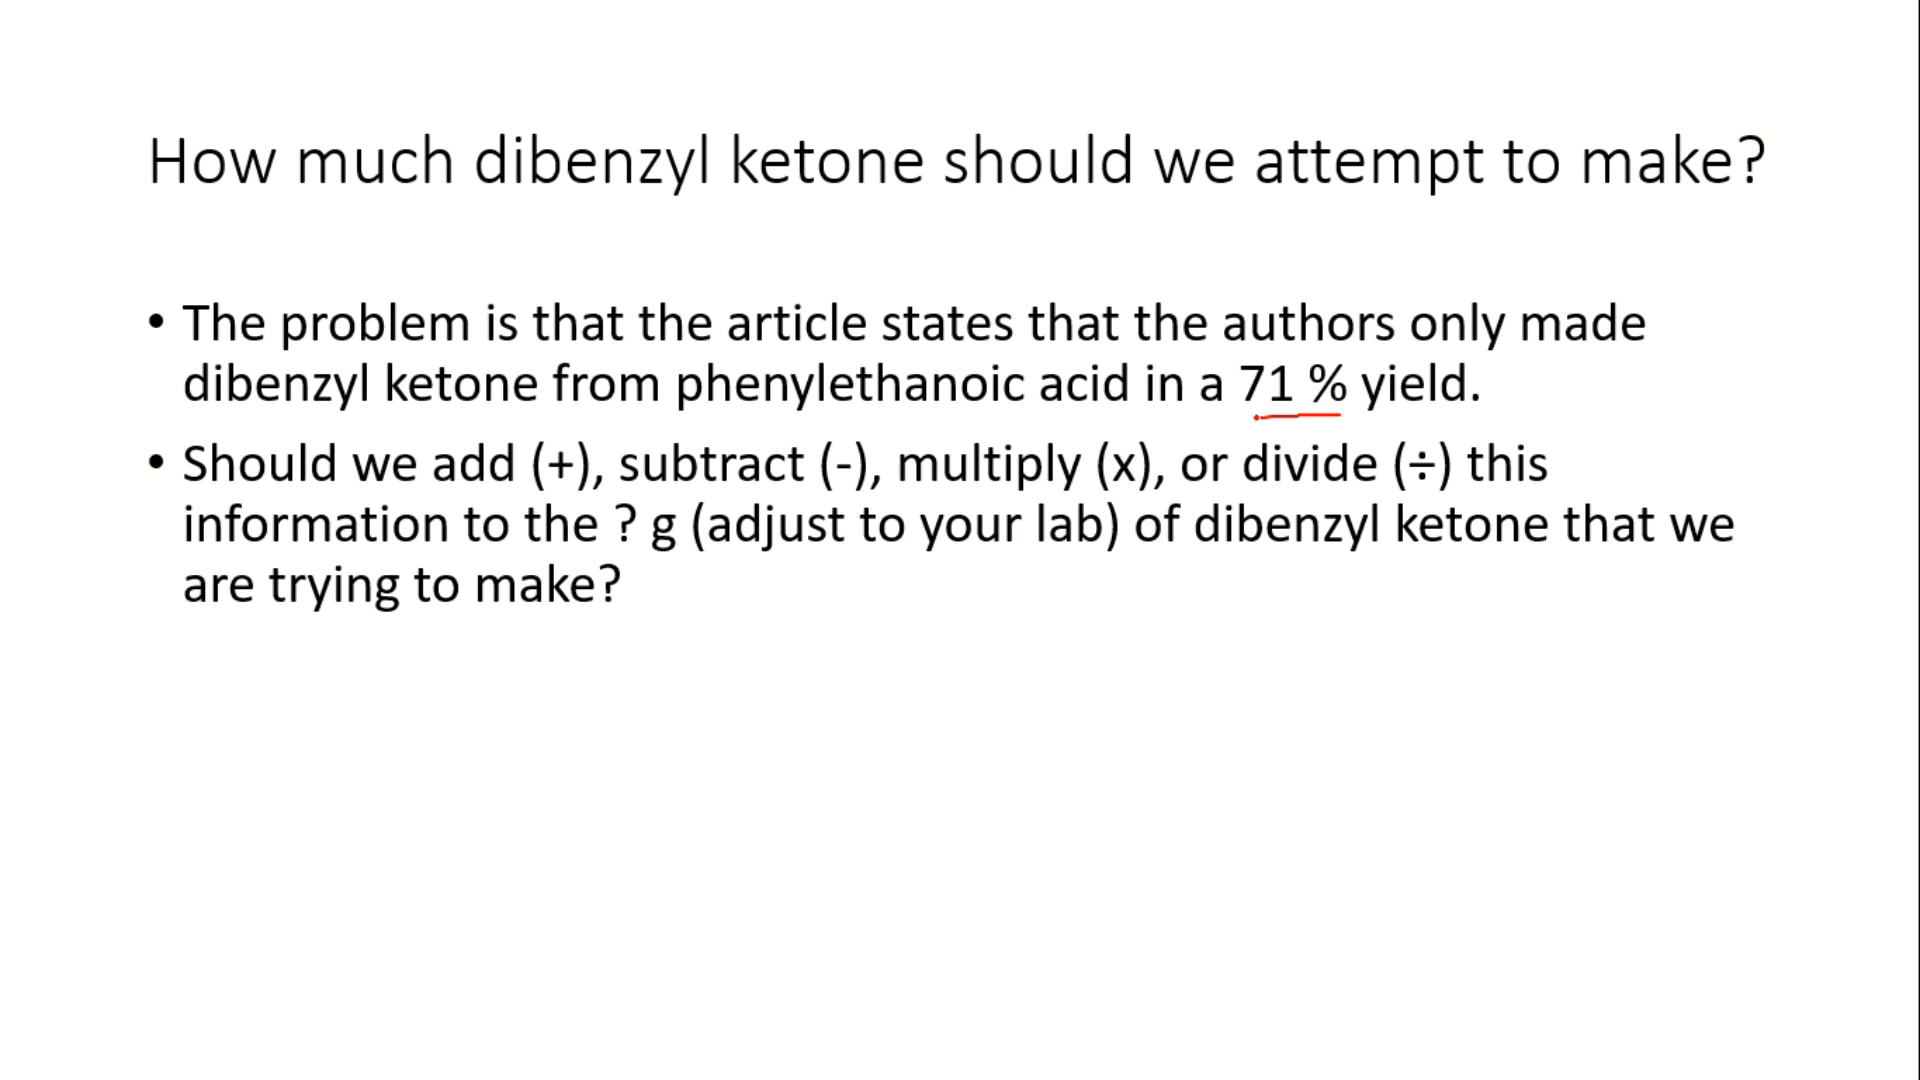 How much dibenzyl ketone should we attempt to make?
• The problem is that the article states that the authors only made
dibenzyl ketone from phenylethanoic acid in a 71 % yield.
• Should we add (+), subtract (-), multiply (x), or divide (÷) this
information to the ? g (adjust to your lab) of dibenzyl ketone that we
are trying to make?